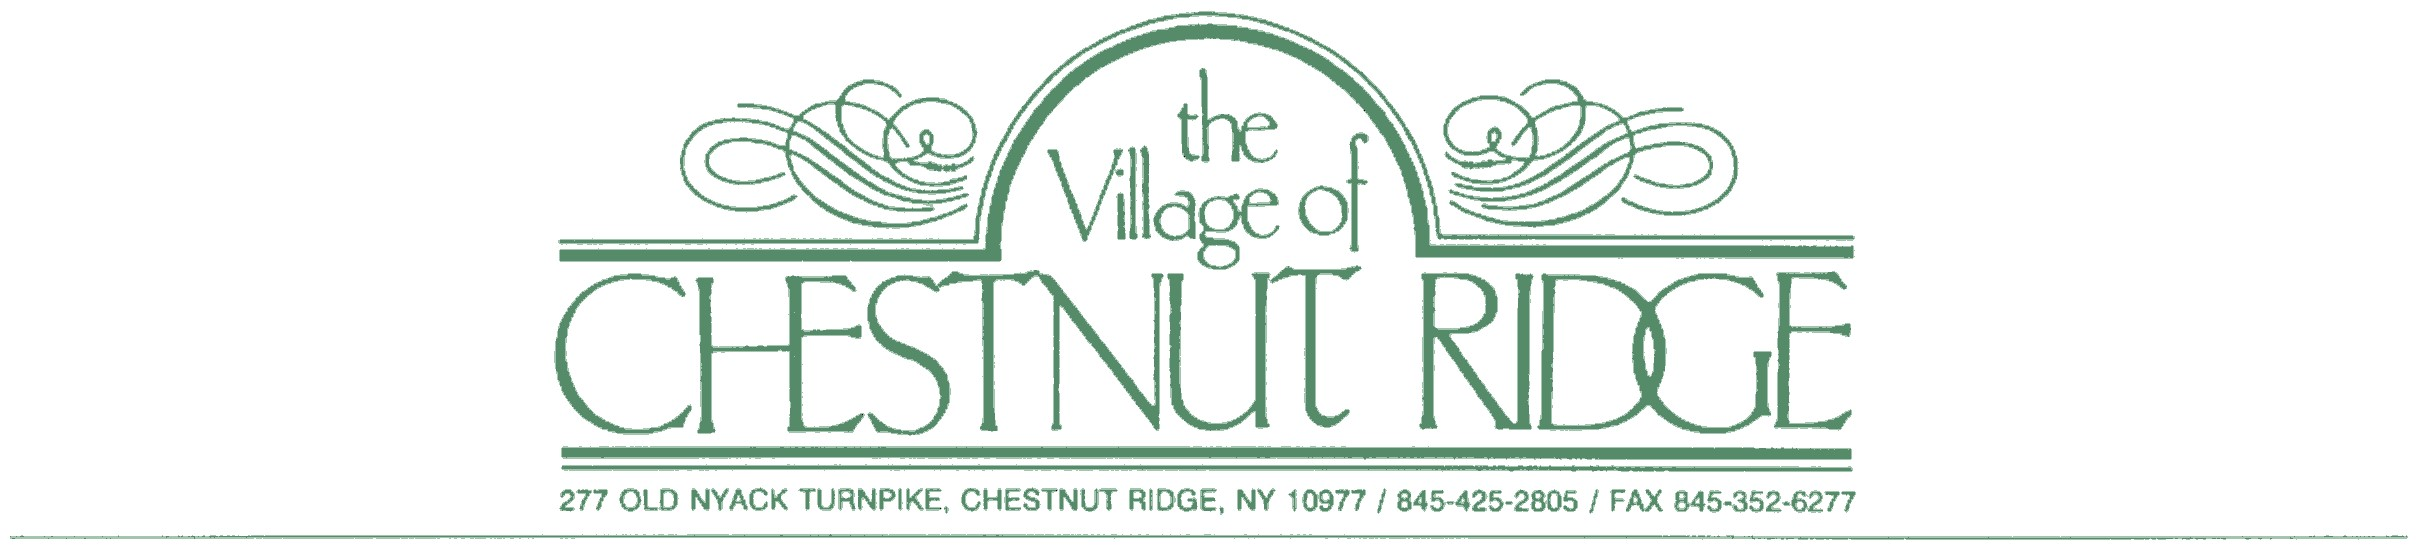 the
Village of
CHESTNUT RIDGE
277 OLD NYACK TURNPIKE, CHESTNUT RIDGE, NY 10977 / 845-425-2805 / FAX 845-352-6277